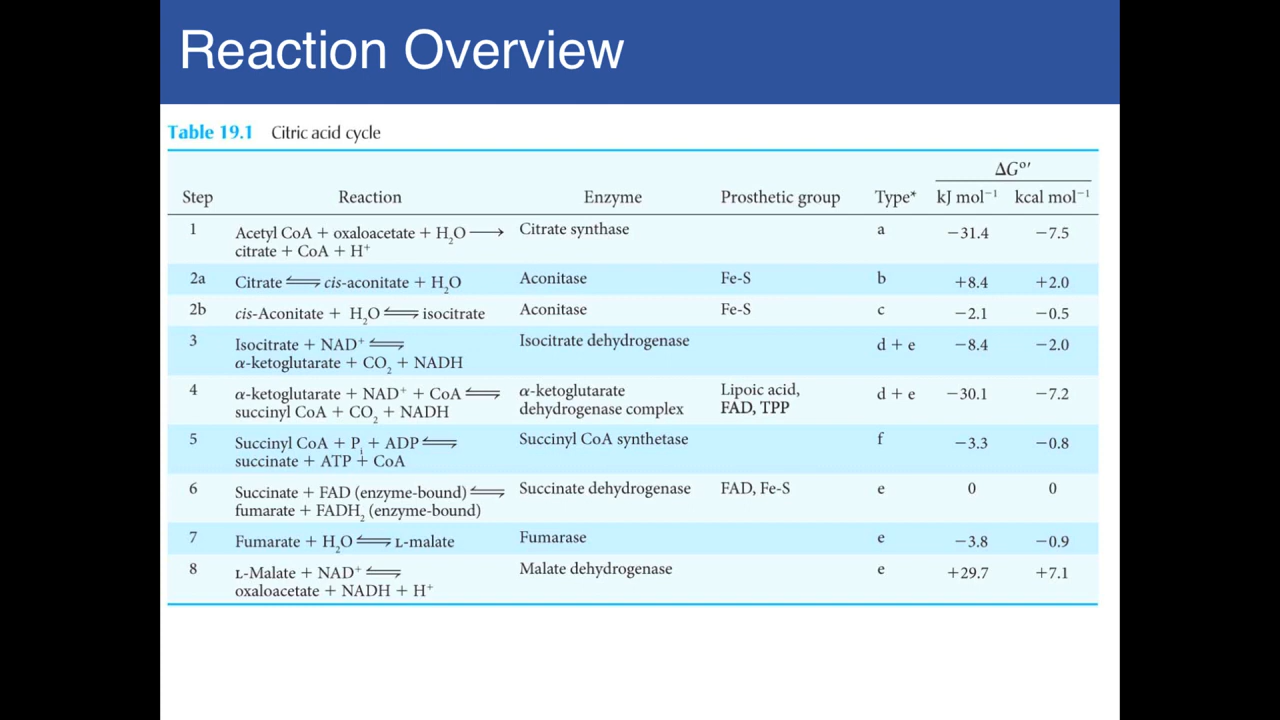 Reaction Overview
Table 19.1 Citric acid cycle
ΔG°′
Step Reaction Enzyme Prosthetic group Type* kJ mol⁻¹ kcal mol⁻¹
1 Acetyl CoA + oxaloacetate + H₂O ⟶ Citrate synthase a −31.4 −7.5
citrate + CoA + H⁺
2a Citrate ⇌ cis-aconitate + H₂O Aconitase Fe-S b +8.4 +2.0
2b cis-Aconitate + H₂O ⇌ isocitrate Aconitase Fe-S c −2.1 −0.5
3 Isocitrate + NAD⁺ ⇌ Isocitrate dehydrogenase d + e −8.4 −2.0
α-ketoglutarate + CO₂ + NADH
4 α-ketoglutarate + NAD⁺ + CoA ⇌ α-ketoglutarate Lipoic acid, d + e −30.1 −7.2
succinyl CoA + CO₂ + NADH dehydrogenase complex FAD, TPP
5 Succinyl CoA + Pᵢ + ADP ⇌ Succinyl CoA synthetase f −3.3 −0.8
succinate + ATP + CoA
6 Succinate + FAD (enzyme-bound) ⇌ Succinate dehydrogenase FAD, Fe-S e 0 0
fumarate + FADH₂ (enzyme-bound)
7 Fumarate + H₂O ⇌ L-malate Fumarase e −3.8 −0.9
8 L-Malate + NAD⁺ ⇌ Malate dehydrogenase e +29.7 +7.1
oxaloacetate + NADH + H⁺